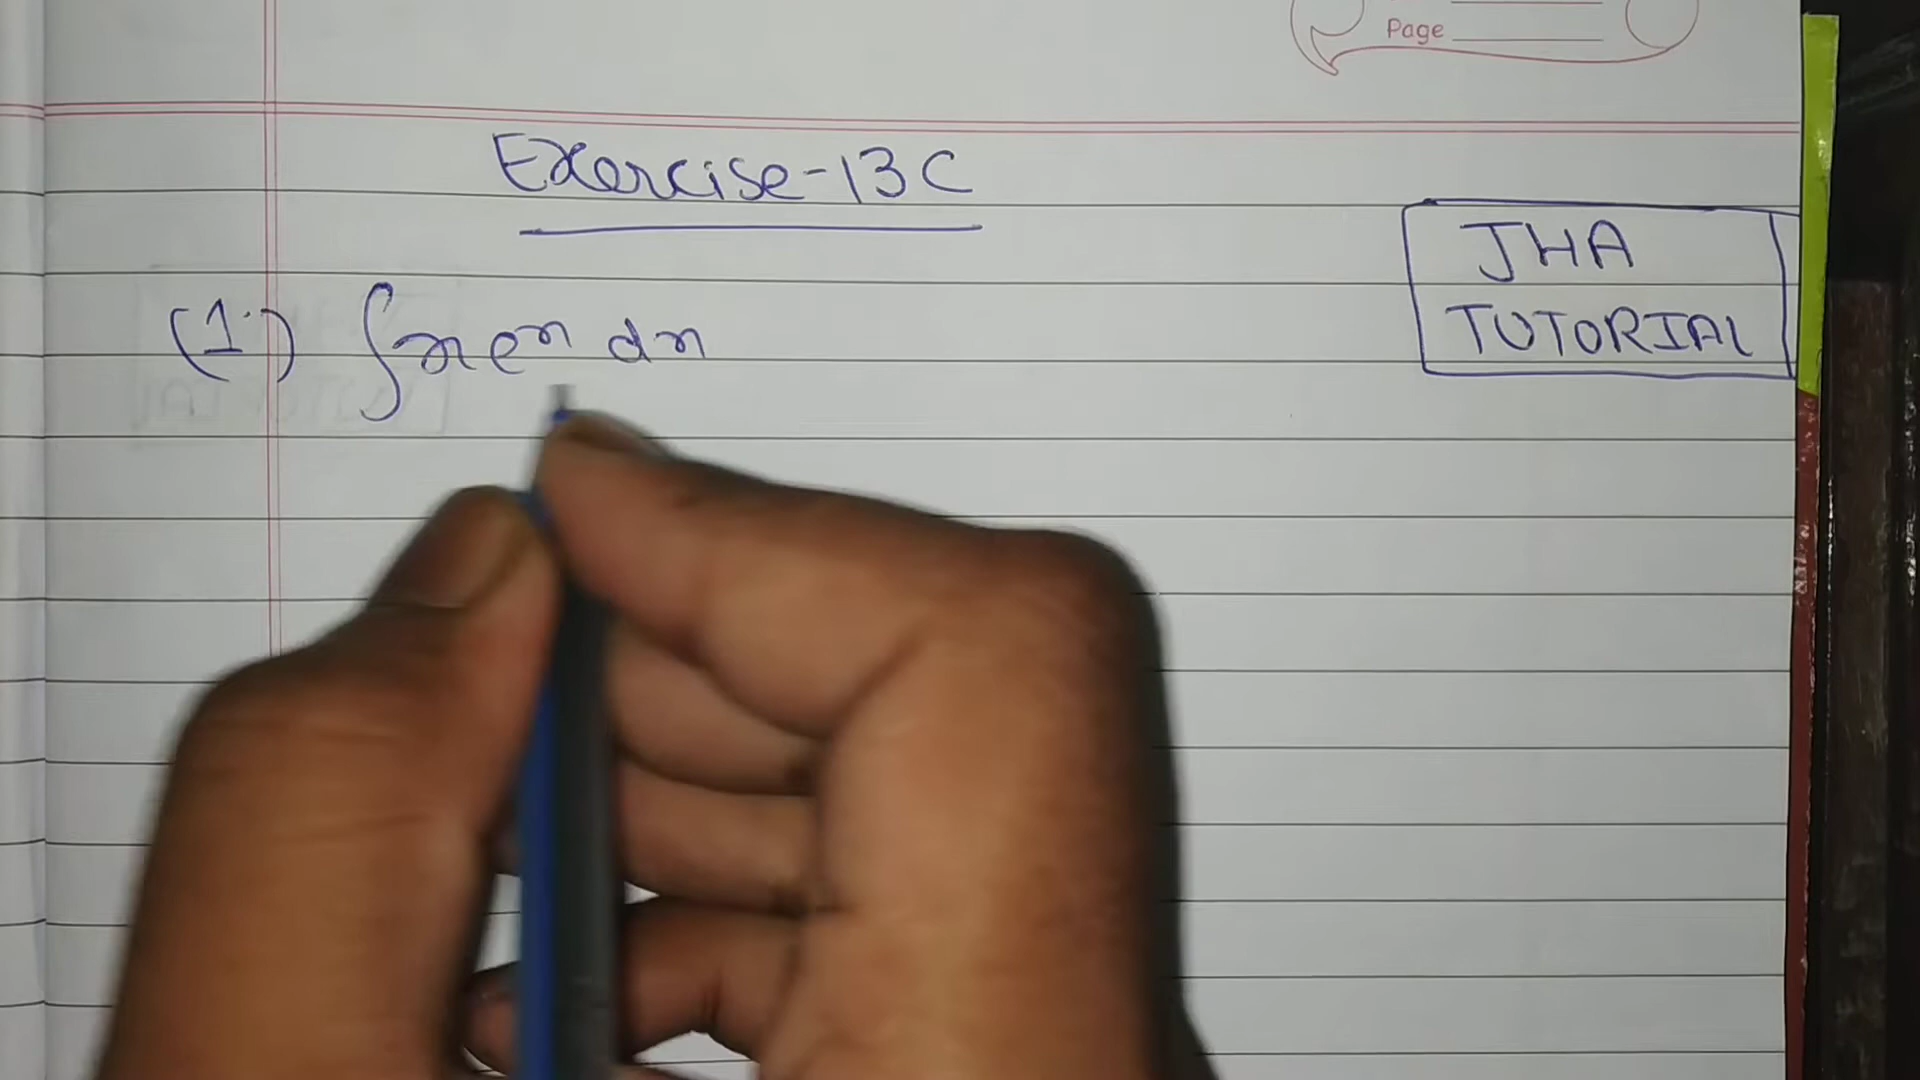 Page
Exercise-13C
JHA
TUTORIAL
(1.) ∫xeˣ dx